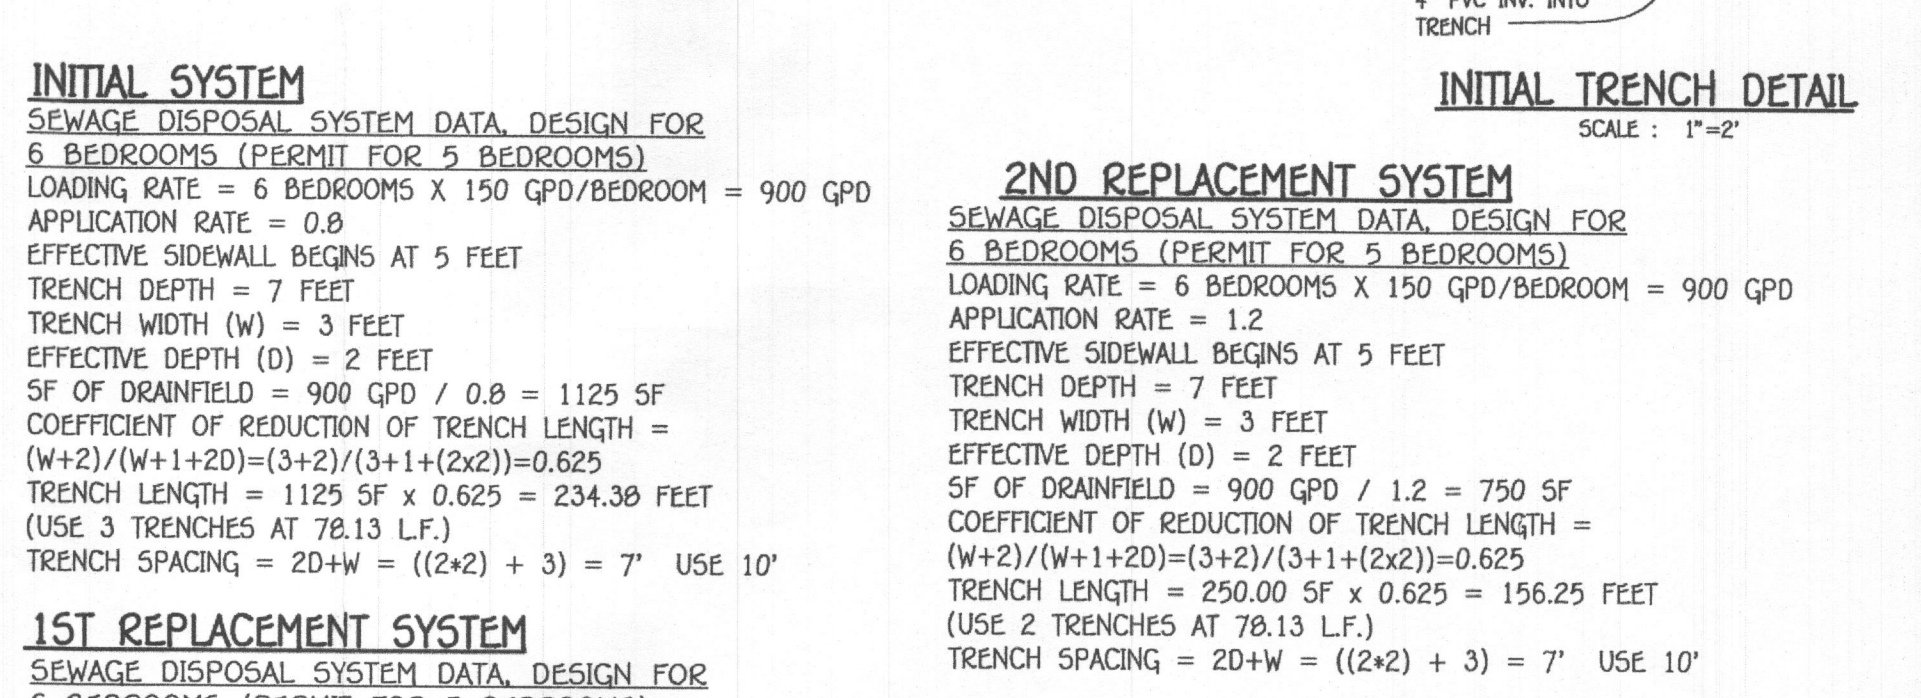 INITIAL SYSTEM
SEWAGE DISPOSAL SYSTEM DATA, DESIGN FOR
6 BEDROOMS (PERMIT FOR 5 BEDROOMS)
LOADING RATE = 6 BEDROOMS X 150 GPD/BEDROOM = 900 GPD
APPLICATION RATE = 0.8
EFFECTIVE SIDEWALL BEGINS AT 5 FEET
TRENCH DEPTH = 7 FEET
TRENCH WIDTH (W) = 3 FEET
EFFECTIVE DEPTH (D) = 2 FEET
SF OF DRAINFIELD = 900 GPD / 0.8 = 1125 SF
COEFFICIENT OF REDUCTION OF TRENCH LENGTH =
(W+2)/(W+1+2D)=(3+2)/(3+1+(2x2))=0.625
TRENCH LENGTH = 1125 SF x 0.625 = 234.38 FEET
(USE 3 TRENCHES AT 78.13 L.F.)
TRENCH SPACING = 2D+W = ((2*2) + 3) = 7' USE 10'
1ST REPLACEMENT SYSTEM
SEWAGE DISPOSAL SYSTEM DATA, DESIGN FOR
6 BEDROOMS (PERMIT FOR 5 BEDROOMS)
4" PVC INV. INTO
TRENCH
INITIAL TRENCH DETAIL
SCALE : 1"=2'
2ND REPLACEMENT SYSTEM
SEWAGE DISPOSAL SYSTEM DATA, DESIGN FOR
6 BEDROOMS (PERMIT FOR 5 BEDROOMS)
LOADING RATE = 6 BEDROOMS X 150 GPD/BEDROOM = 900 GPD
APPLICATION RATE = 1.2
EFFECTIVE SIDEWALL BEGINS AT 5 FEET
TRENCH DEPTH = 7 FEET
TRENCH WIDTH (W) = 3 FEET
EFFECTIVE DEPTH (D) = 2 FEET
SF OF DRAINFIELD = 900 GPD / 1.2 = 750 SF
COEFFICIENT OF REDUCTION OF TRENCH LENGTH =
(W+2)/(W+1+2D)=(3+2)/(3+1+(2x2))=0.625
TRENCH LENGTH = 250.00 SF x 0.625 = 156.25 FEET
(USE 2 TRENCHES AT 78.13 L.F.)
TRENCH SPACING = 2D+W = ((2*2) + 3) = 7' USE 10'